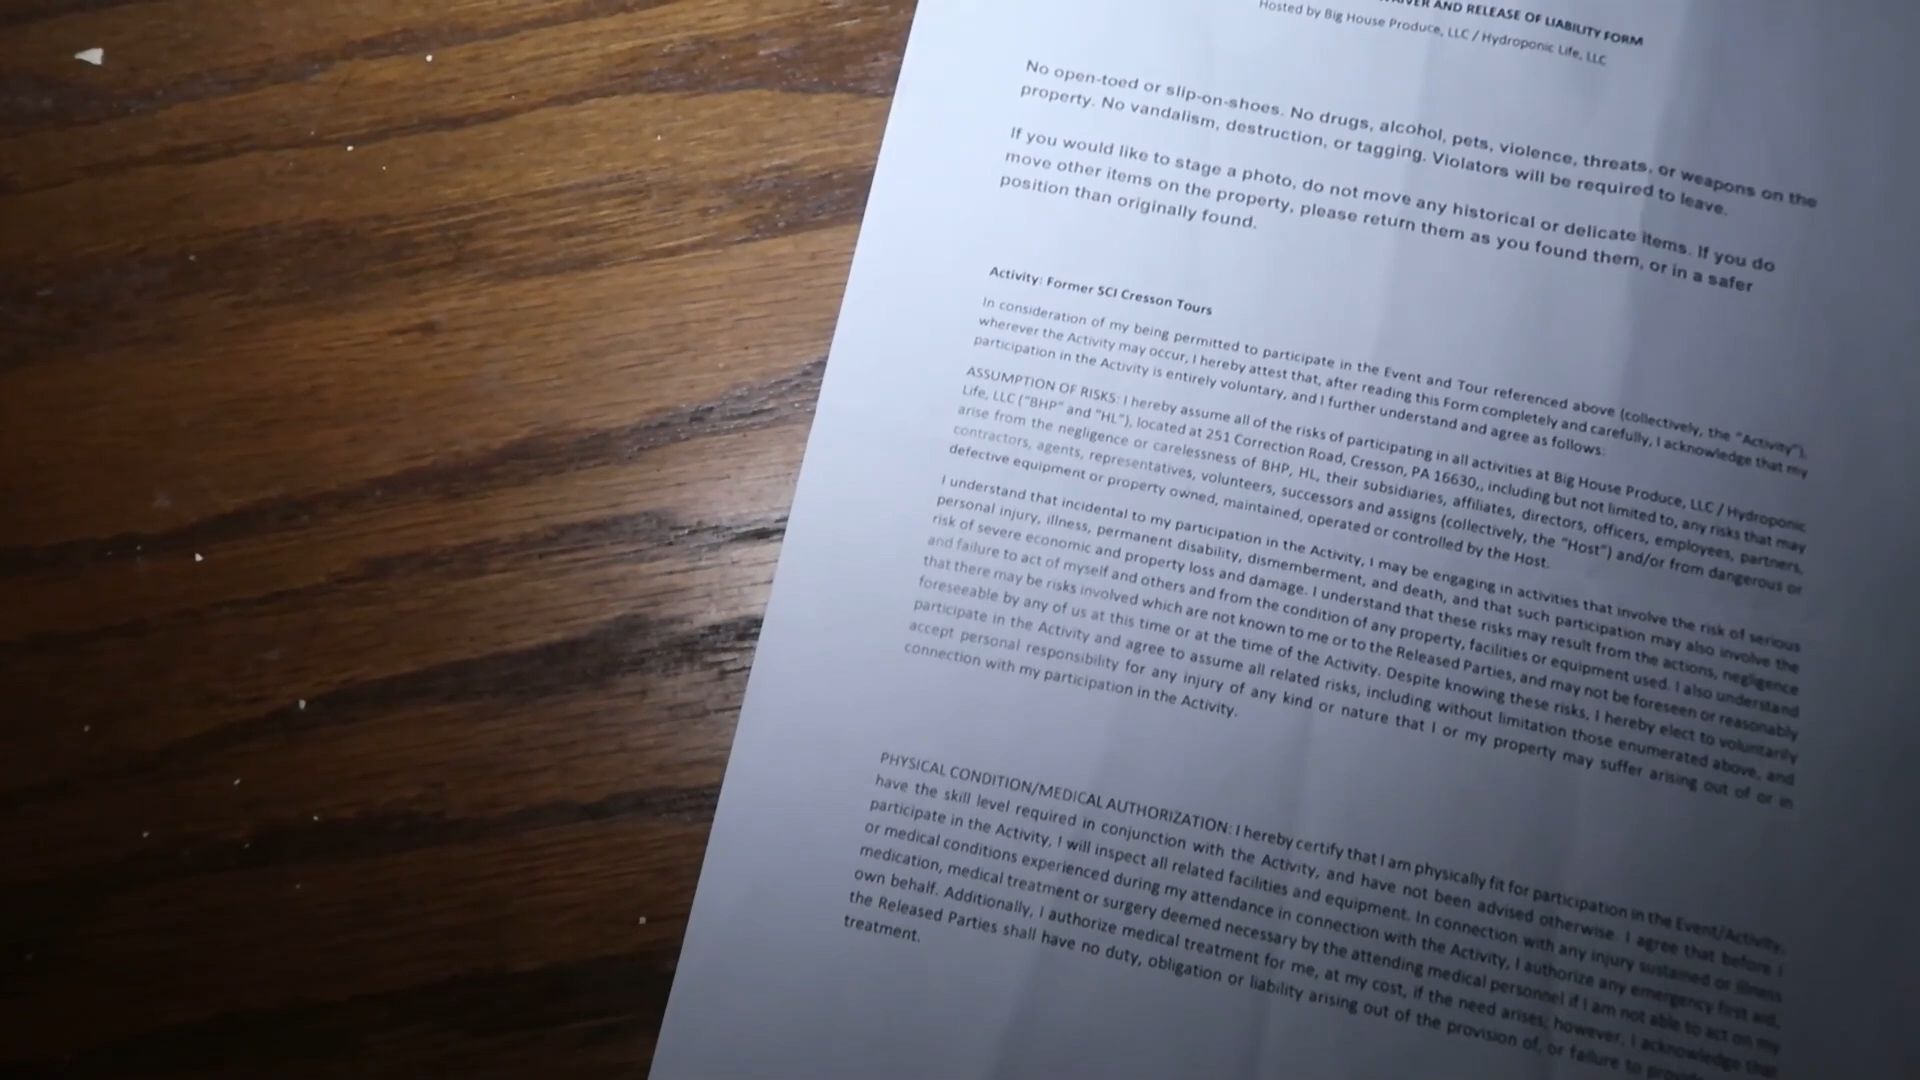 AND RELEASE OF LIABILITY FORM
Hosted by Big House Produce, LLC / Hydroponic Life, LLC
No open-toed or slip-on-shoes. No drugs, alcohol, pets, violence, threats, or weapons on the
property. No vandalism, destruction, or tagging. Violators will be required to leave.
If you would like to stage a photo, do not move any historical or delicate items. If you do
move other items on the property, please return them as you found them, or in a safer
position than originally found.
Activity: Former SCI Cresson Tours
In consideration of my being permitted to participate in the Event and Tour referenced above (collectively, the "Activity"),
wherever the Activity may occur, I hereby attest that, after reading this Form completely and carefully, I acknowledge that my
participation in the Activity is entirely voluntary, and I further understand and agree as follows:
ASSUMPTION OF RISKS: I hereby assume all of the risks of participating in all activities at Big House Produce, LLC / Hydroponic
Life, LLC ("BHP" and "HL"), located at 251 Correction Road, Cresson, PA 16630,, including but not limited to, any risks that may
arise from the negligence or carelessness of BHP, HL, their subsidiaries, affiliates, directors, officers, employees, partners,
contractors, agents, representatives, volunteers, successors and assigns (collectively, the "Host") and/or from dangerous or
defective equipment or property owned, maintained, operated or controlled by the Host.
I understand that incidental to my participation in the Activity, I may be engaging in activities that involve the risk of serious
personal injury, illness, permanent disability, dismemberment, and death, and that such participation may also involve the
risk of severe economic and property loss and damage. I understand that these risks may result from the actions, negligence
and failure to act of myself and others and from the condition of any property, facilities or equipment used. I also understand
that there may be risks involved which are not known to me or to the Released Parties, and may not be foreseen or reasonably
foreseeable by any of us at this time or at the time of the Activity. Despite knowing these risks, I hereby elect to voluntarily
participate in the Activity and agree to assume all related risks, including without limitation those enumerated above, and
accept personal responsibility for any injury of any kind or nature that I or my property may suffer arising out of or in
connection with my participation in the Activity.
PHYSICAL CONDITION/MEDICAL AUTHORIZATION: I hereby certify that I am physically fit for participation in the Event/Activity,
have the skill level required in conjunction with the Activity, and have not been advised otherwise. I agree that before I
participate in the Activity, I will inspect all related facilities and equipment. In connection with any injury sustained or illness
or medical conditions experienced during my attendance in connection with the Activity, I authorize any emergency first aid,
medication, medical treatment or surgery deemed necessary by the attending medical personnel if I am not able to act on my
own behalf. Additionally, I authorize medical treatment for me, at my cost, if the need arises; however, I acknowledge that
the Released Parties shall have no duty, obligation or liability arising out of the provision of, or failure to provide
treatment.